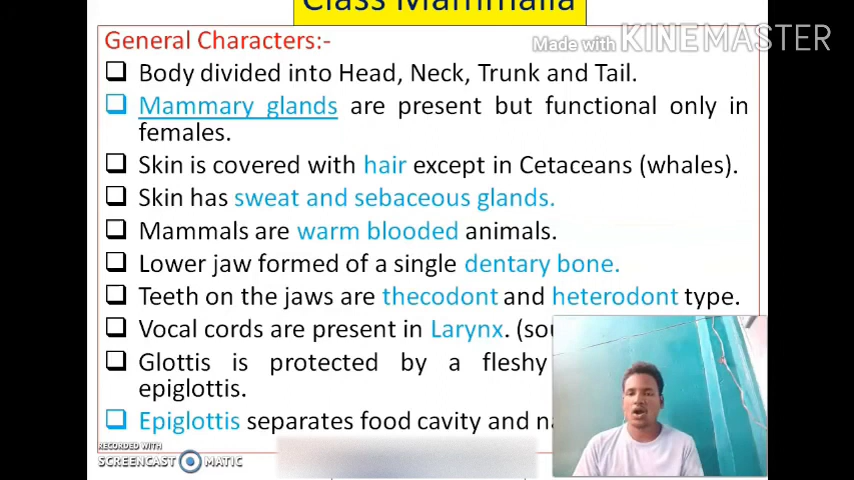 Class Mammalia
General Characters:-
Made with KINEMASTER
Body divided into Head, Neck, Trunk and Tail.
Mammary glands are present but functional only in
females.
Skin is covered with hair except in Cetaceans (whales).
Skin has sweat and sebaceous glands.
Mammals are warm blooded animals.
Lower jaw formed of a single dentary bone.
Teeth on the jaws are thecodont and heterodont type.
Vocal cords are present in Larynx.
Glottis is protected by a fleshy
epiglottis.
Epiglottis separates food cavity and
RECORDED WITH
SCREENCAST MATIC